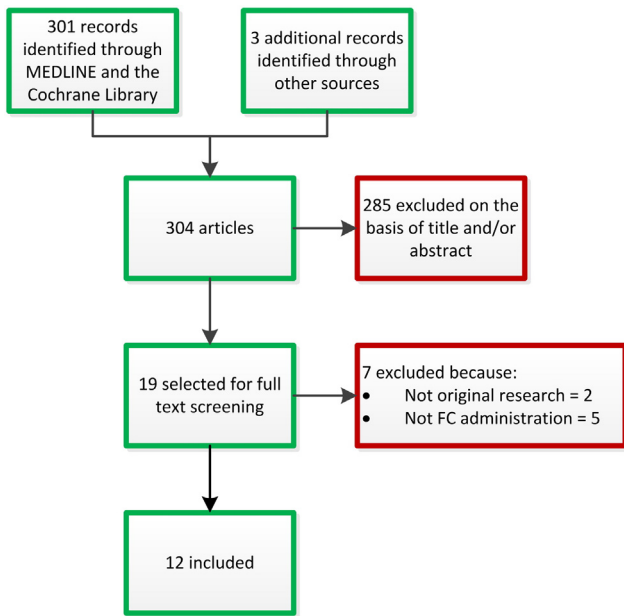 301 records
identified through
MEDLINE and the
Cochrane Library
3 additional records
identified through
other sources
304 articles
285 excluded on the
basis of title and/or
abstract
19 selected for full
text screening
7 excluded because:
• Not original research = 2
• Not FC administration = 5
12 included